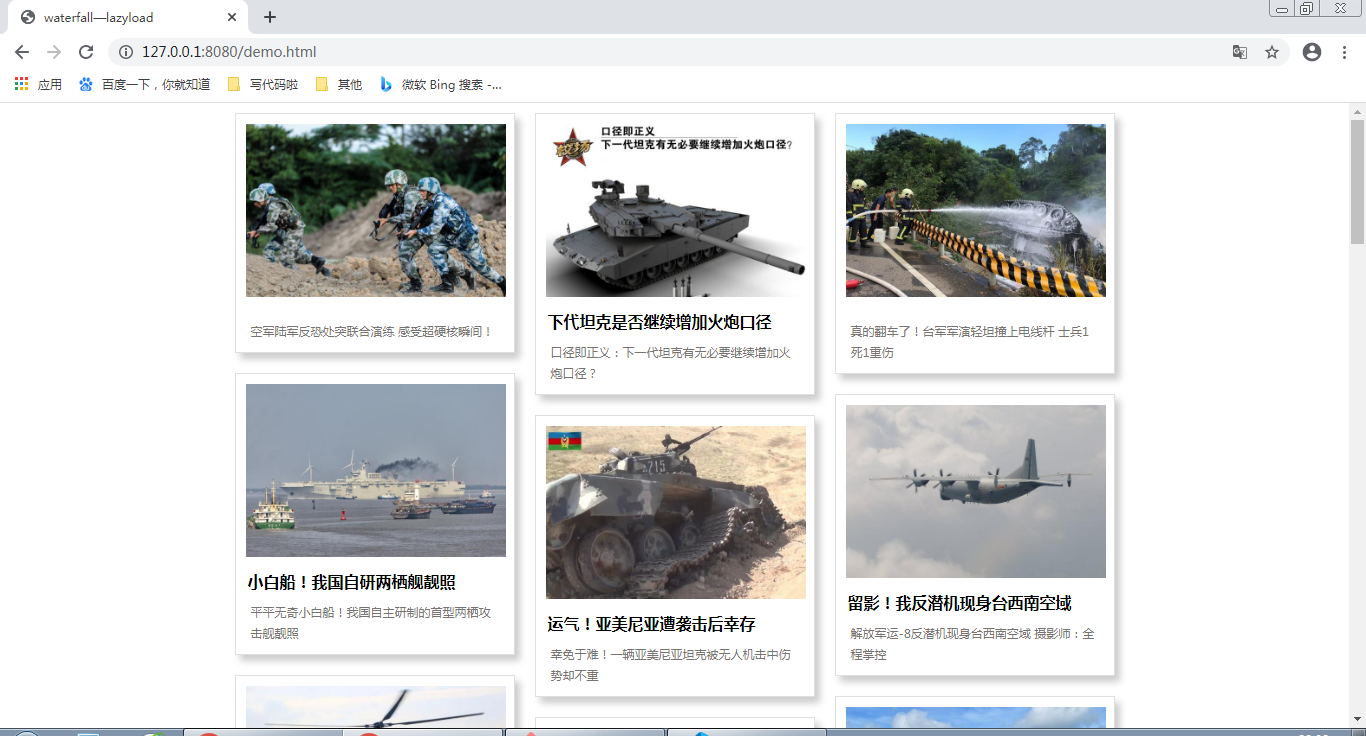 waterfall—lazyload
127.0.0.1:8080/demo.html
应用 百度一下，你就知道 写代码啦 其他 微软 Bing 搜索 -...
空军陆军反恐处突联合演练 感受超硬核瞬间！
口径即正义
下一代坦克有无必要继续增加火炮口径?
下代坦克是否继续增加火炮口径
口径即正义：下一代坦克有无必要继续增加火
炮口径？
真的翻车了！台军军演轻坦撞上电线杆 士兵1
死1重伤
小白船！我国自研两栖舰靓照
平平无奇小白船！我国自主研制的首型两栖攻
击舰靓照
215
运气！亚美尼亚遭袭击后幸存
幸免于难！一辆亚美尼亚坦克被无人机击中伤
势却不重
留影！我反潜机现身台西南空域
解放军运-8反潜机现身台西南空域 摄影师：全
程掌控